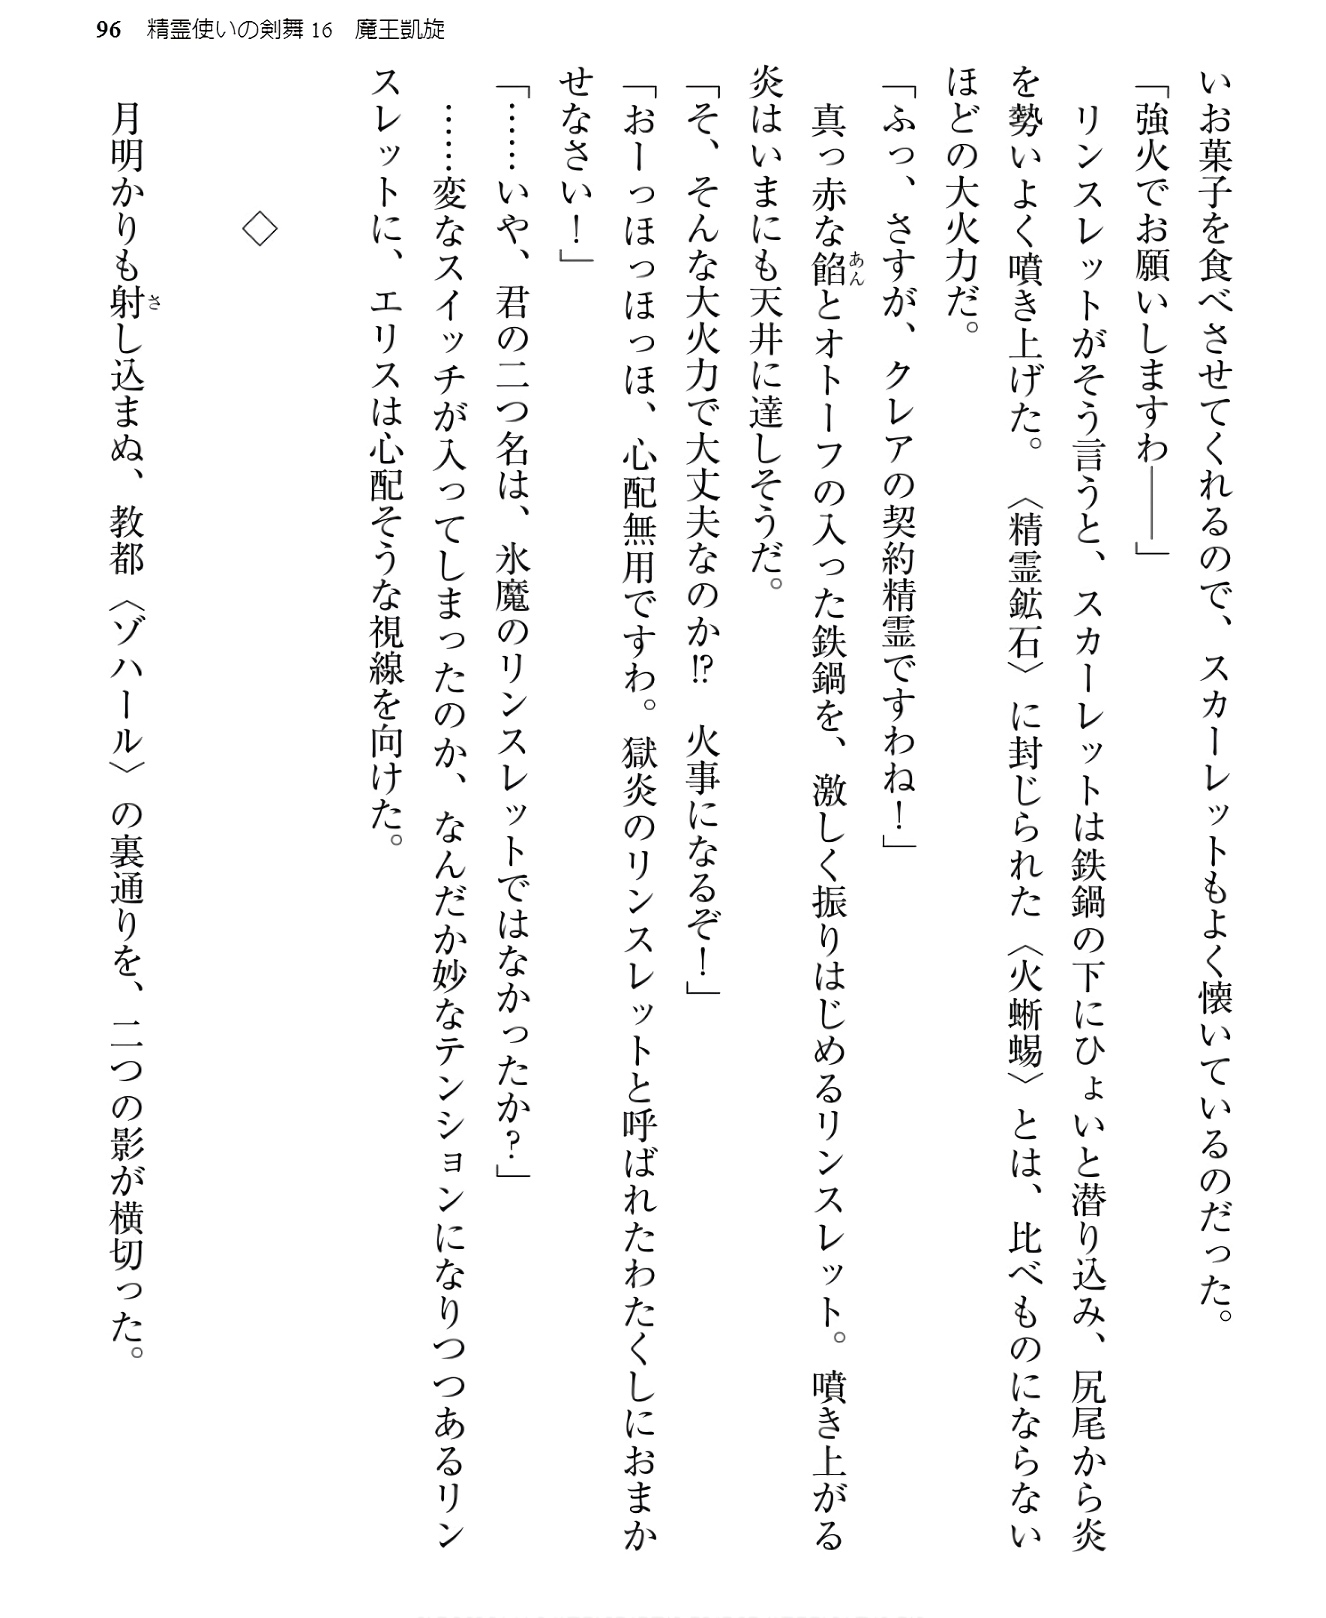 96　精霊使いの剣舞 16　魔王凱旋
いお菓子を食べさせてくれるので、スカーレットもよく懐いているのだった。
「強火でお願いしますわ――」
　リンスレットがそう言うと、スカーレットは鉄鍋の下にひょいと潜り込み、尻尾から炎
を勢いよく噴き上げた。〈精霊鉱石〉に封じられた〈火蜥蜴〉とは、比べものにならない
ほどの大火力だ。
「ふっ、さすが、クレアの契約精霊ですわね！」
　真っ赤な餡あんとオトーフの入った鉄鍋を、激しく振りはじめるリンスレット。噴き上がる
炎はいまにも天井に達しそうだ。
「そ、そんな大火力で大丈夫なのか!?　火事になるぞ！」
「おーっほっほっほ、心配無用ですわ。獄炎のリンスレットと呼ばれたわたくしにおまか
せなさい！」
「……いや、君の二つ名は、氷魔のリンスレットではなかったか？」
　……変なスイッチが入ってしまったのか、なんだか妙なテンションになりつつあるリン
スレットに、エリスは心配そうな視線を向けた。
◇
　月明かりも射さし込まぬ、教都〈ゾハール〉の裏通りを、二つの影が横切った。